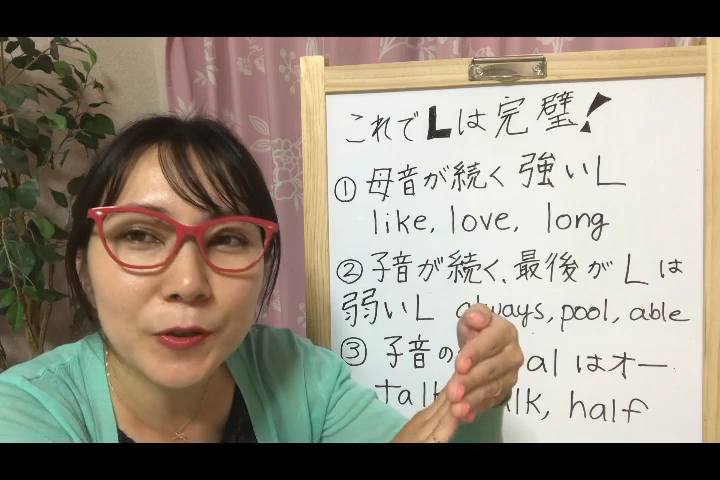 これでLは完璧!
① 母音が続く 強いL
like, love, long
② 子音が続く、最後がLは
弱いL always, pool, able
③ 子音の alはオー
talk, half